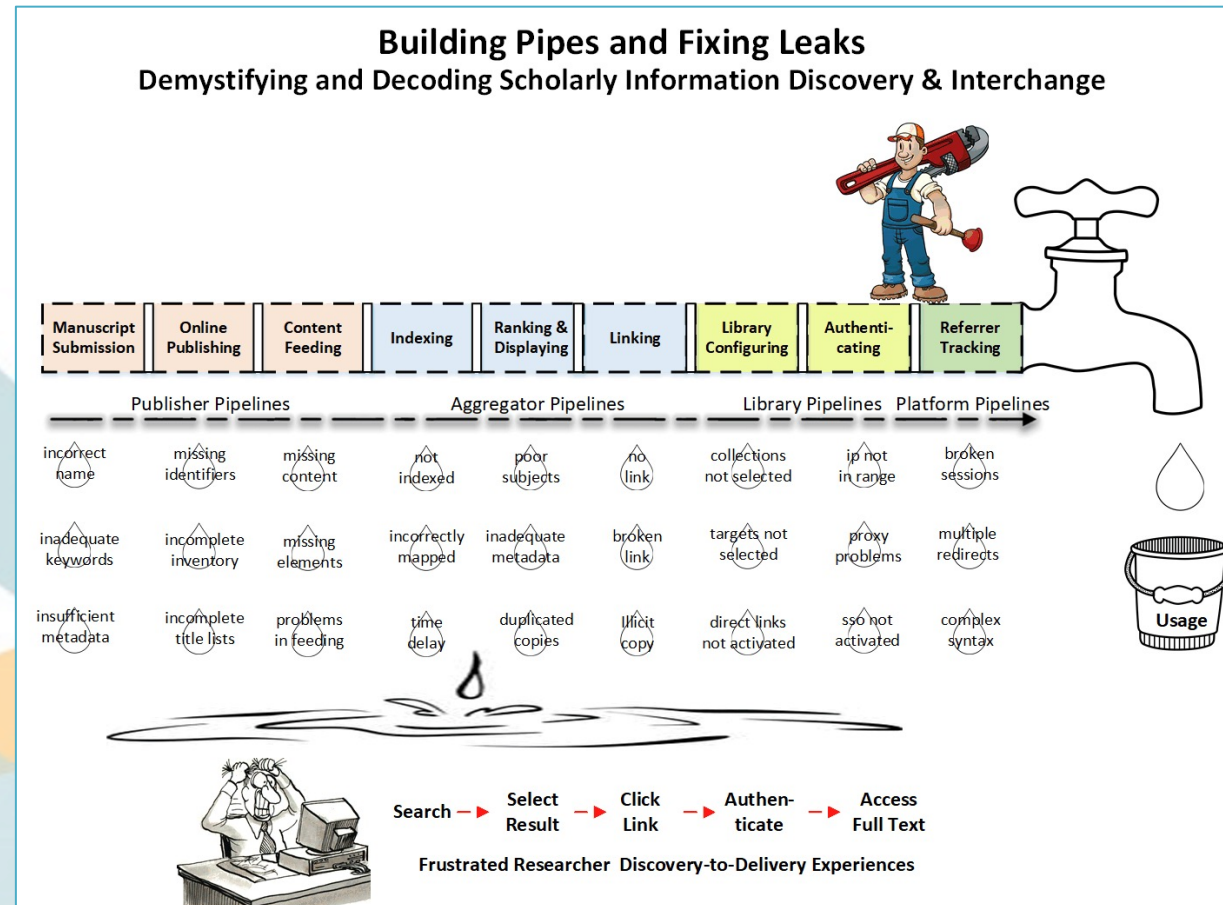 Building Pipes and Fixing Leaks
Demystifying and Decoding Scholarly Information Discovery & Interchange
Manuscript
Submission
Online
Publishing
Content
Feeding
Indexing
Ranking &
Displaying
Linking
Library
Configuring
Authenti-
cating
Referrer
Tracking
Publisher Pipelines
Aggregator Pipelines
Library Pipelines
Platform Pipelines
incorrect
name
missing
identifiers
missing
content
not
indexed
poor
subjects
no
link
collections
not selected
ip not
in range
broken
sessions
inadequate
keywords
incomplete
inventory
missing
elements
incorrectly
mapped
inadequate
metadata
broken
link
targets not
selected
proxy
problems
multiple
redirects
insufficient
metadata
incomplete
title lists
problems
in feeding
time
delay
duplicated
copies
Illicit
copy
direct links
not activated
sso not
activated
complex
syntax
Usage
Search
Select
Result
Click
Link
Authen-
ticate
Access
Full Text
Frustrated Researcher Discovery-to-Delivery Experiences